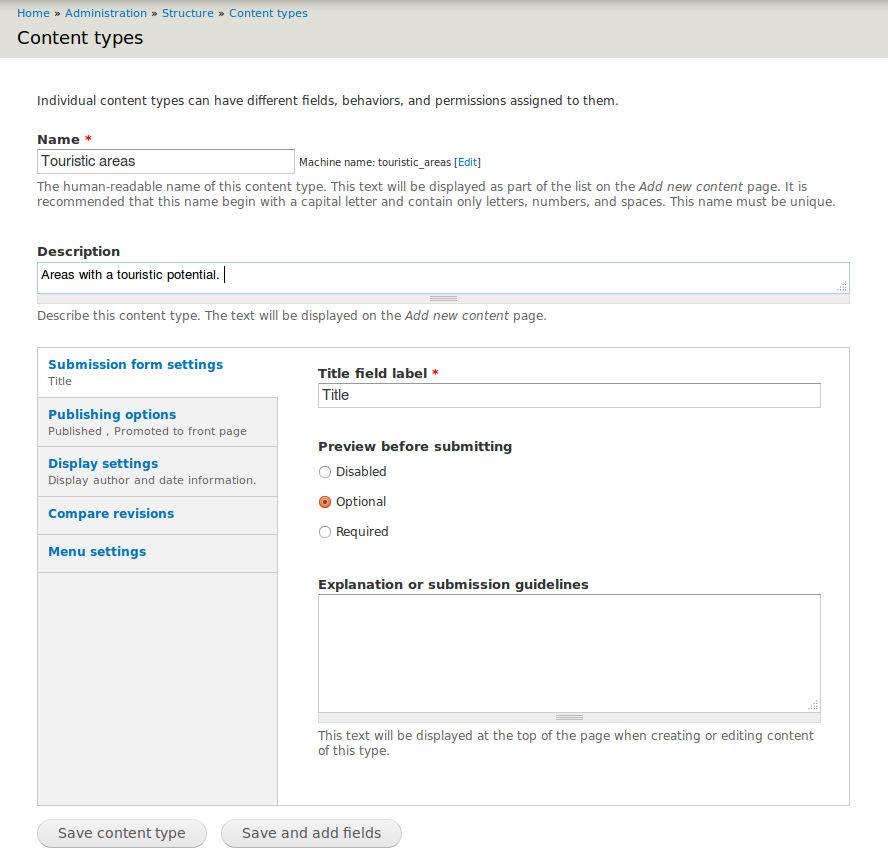 Home » Administration » Structure » Content types
Content types
Individual content types can have different fields, behaviors, and permissions assigned to them.
Name *
Touristic areas
Machine name: touristic_areas [Edit]
The human-readable name of this content type. This text will be displayed as part of the list on the Add new content page. It is
recommended that this name begin with a capital letter and contain only letters, numbers, and spaces. This name must be unique.
Description
Areas with a touristic potential.
Describe this content type. The text will be displayed on the Add new content page.
Submission form settings
Title
Publishing options
Published , Promoted to front page
Display settings
Display author and date information.
Compare revisions
Menu settings
Title field label *
Title
Preview before submitting
Disabled
Optional
Required
Explanation or submission guidelines
This text will be displayed at the top of the page when creating or editing content
of this type.
Save content type
Save and add fields